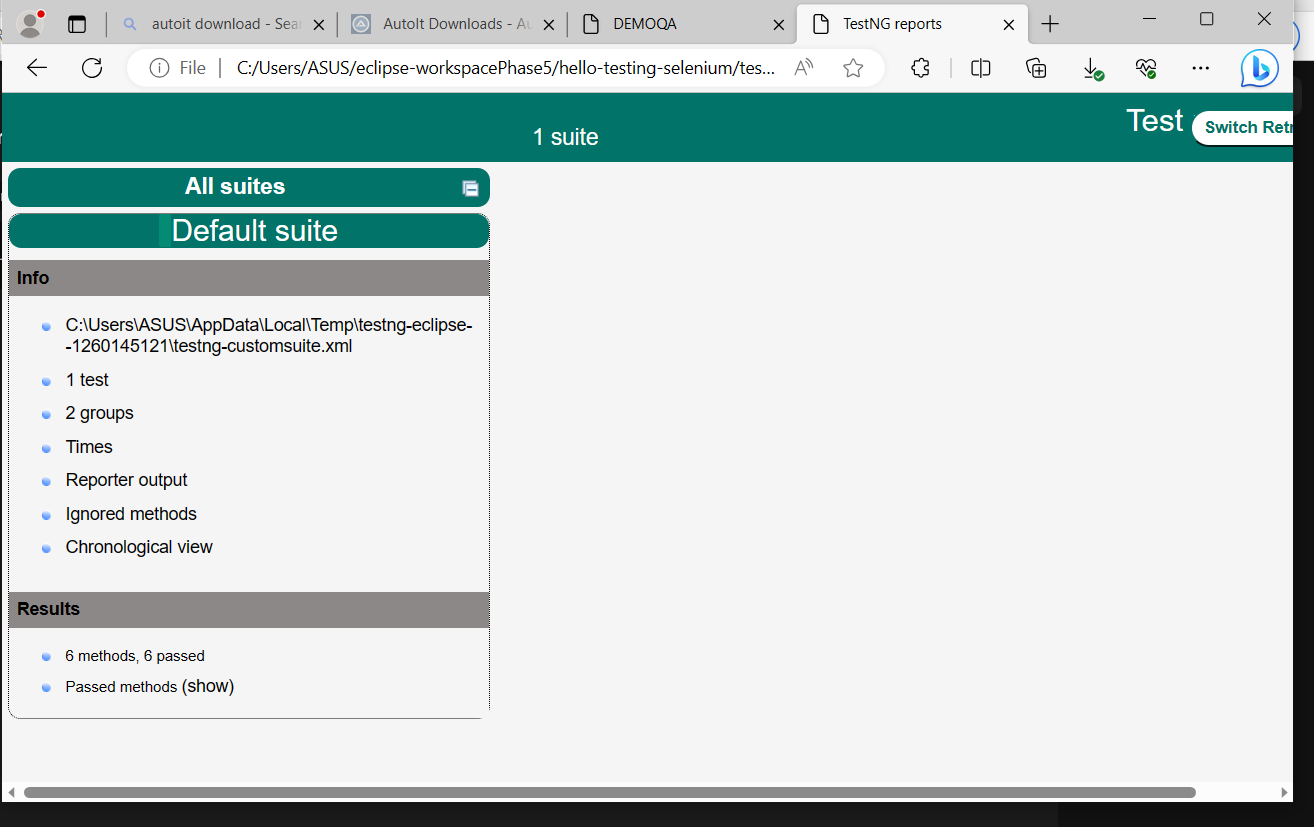 autoit download - Sea
AutoIt Downloads - Au
DEMOQA
TestNG reports
File
C:/Users/ASUS/eclipse-workspacePhase5/hello-testing-selenium/tes...
1 suite
Test
Switch Retr
All suites
Default suite
Info
C:\Users\ASUS\AppData\Local\Temp\testng-eclipse-
-1260145121\testng-customsuite.xml
1 test
2 groups
Times
Reporter output
Ignored methods
Chronological view
Results
6 methods, 6 passed
Passed methods (show)